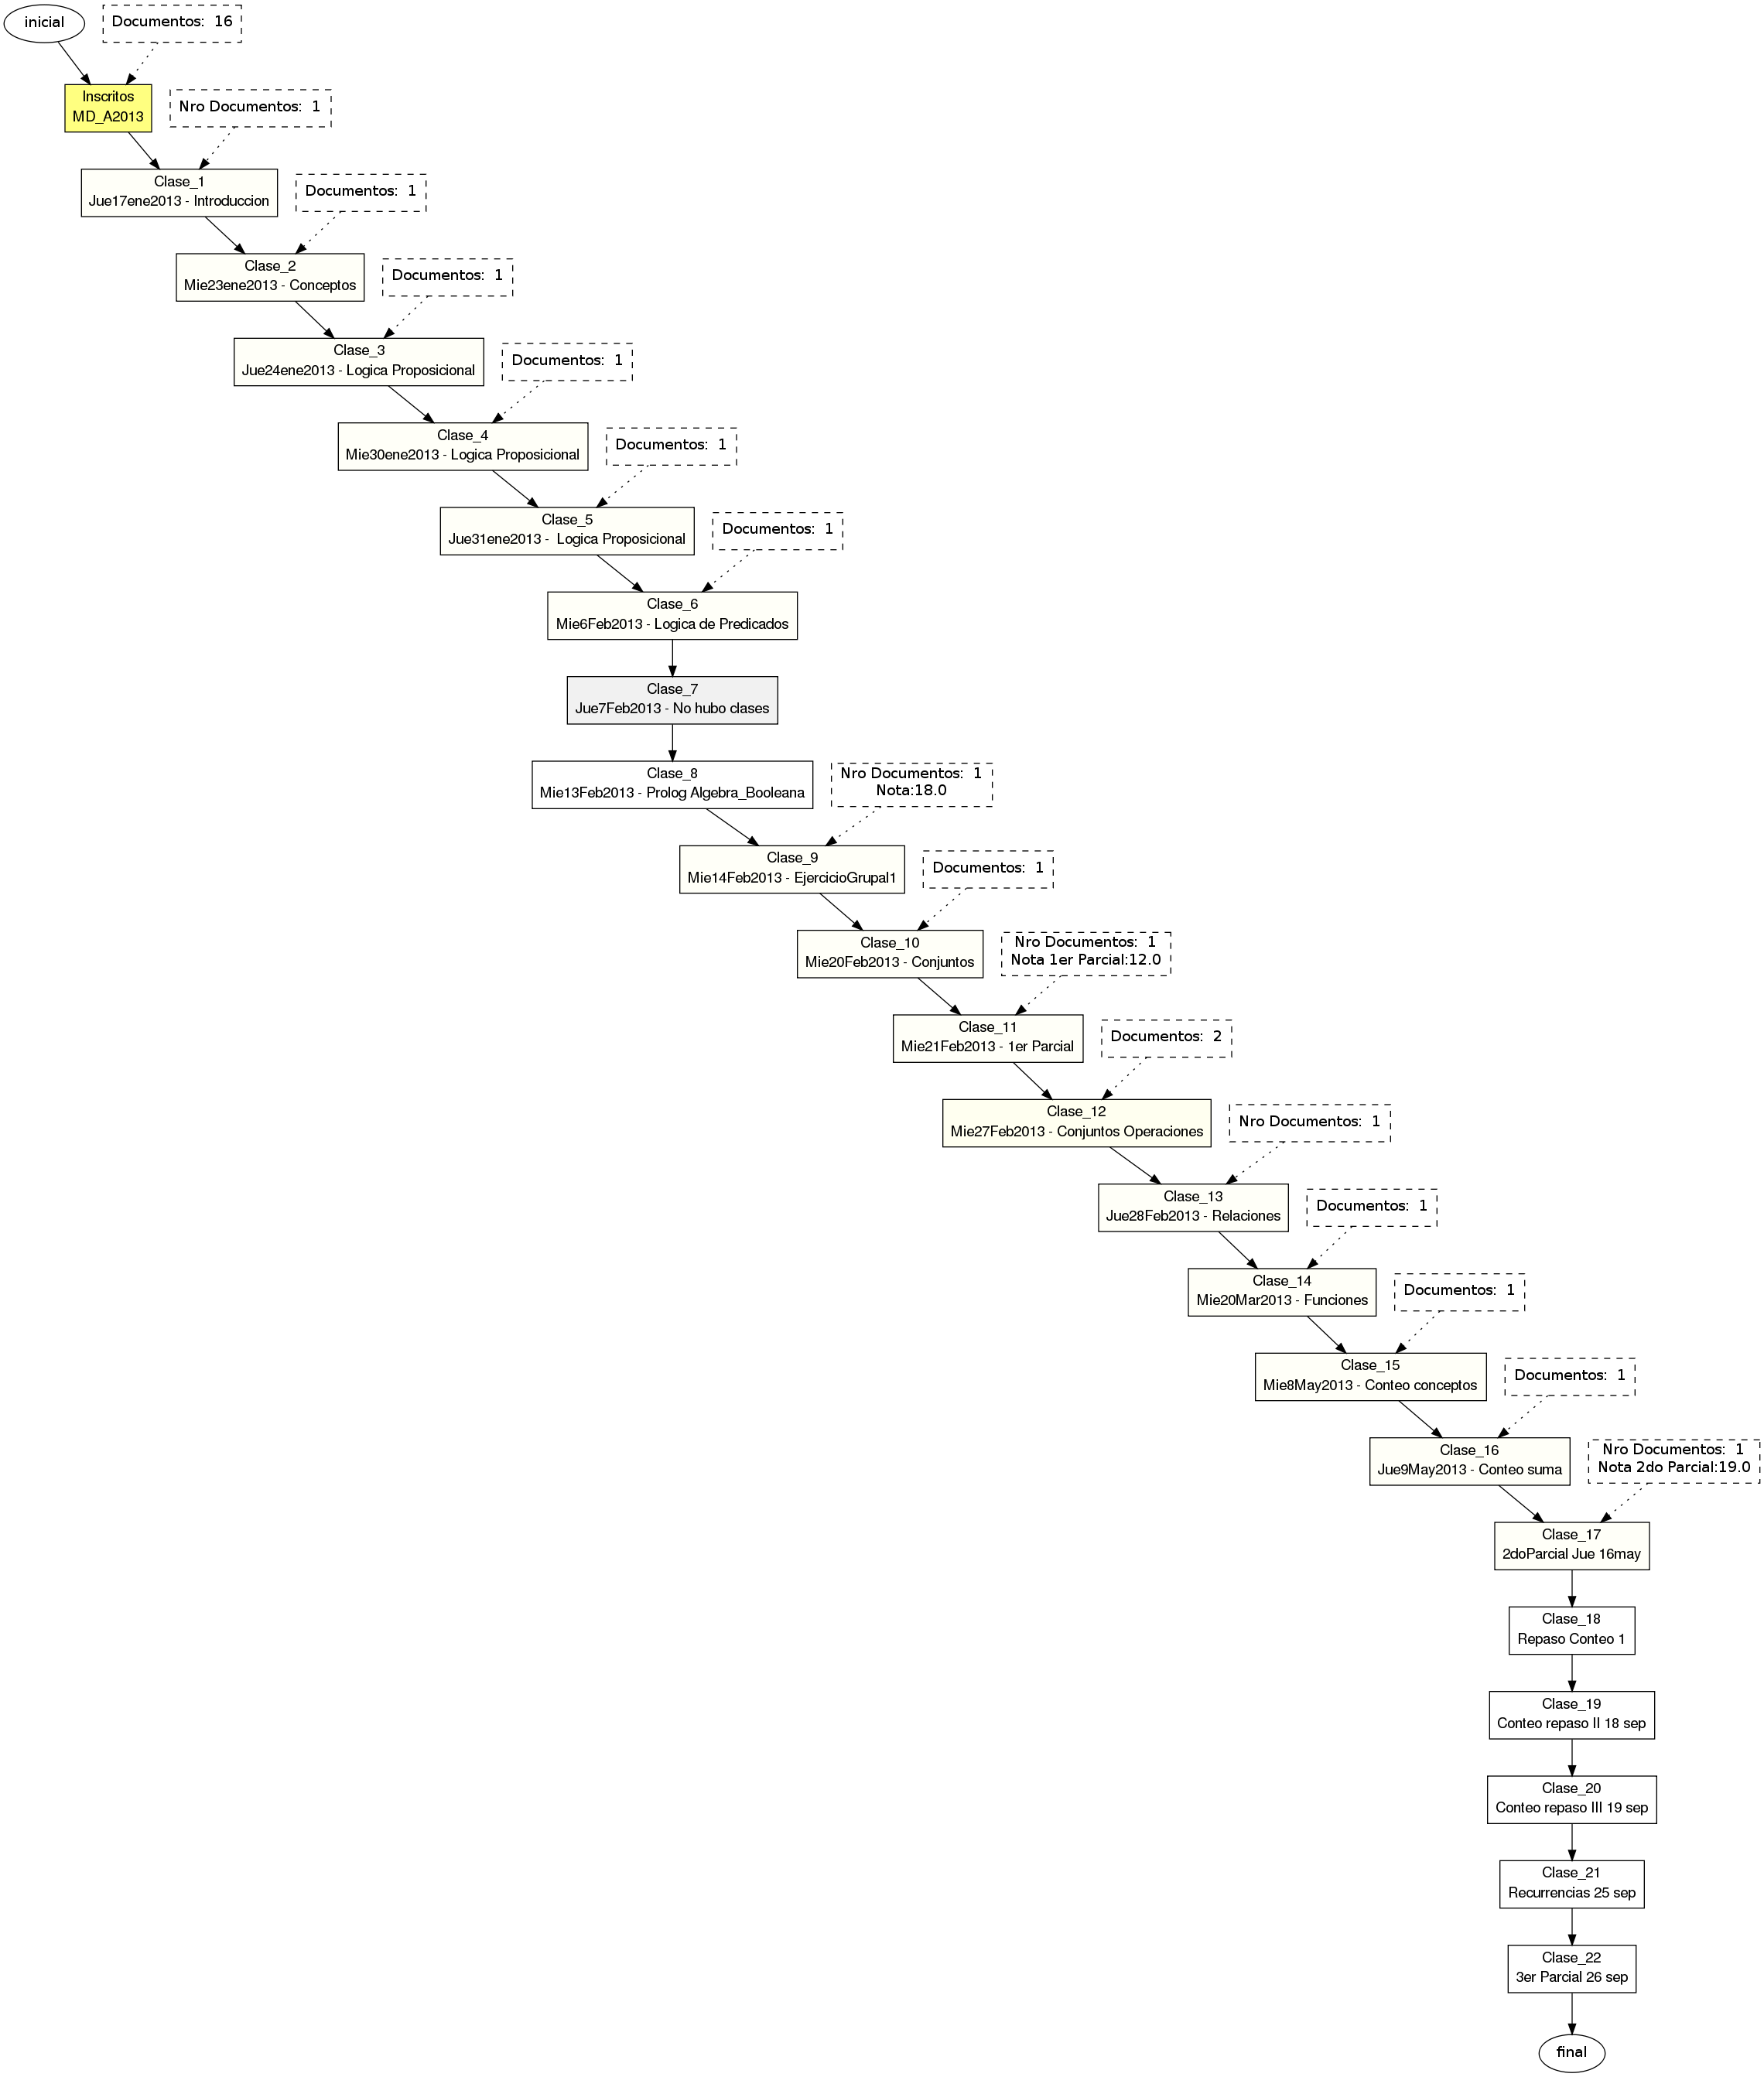 inicial
Documentos:  16
Inscritos
MD_A2013
Nro Documentos:  1
Clase_1
Jue17ene2013 - Introduccion
Documentos:  1
Clase_2
Mie23ene2013 - Conceptos
Documentos:  1
Clase_3
Jue24ene2013 - Logica Proposicional
Documentos:  1
Clase_4
Mie30ene2013 - Logica Proposicional
Documentos:  1
Clase_5
Jue31ene2013 -  Logica Proposicional
Documentos:  1
Clase_6
Mie6Feb2013 - Logica de Predicados
Clase_7
Jue7Feb2013 - No hubo clases
Clase_8
Mie13Feb2013 - Prolog Algebra_Booleana
Nro Documentos:  1
Nota:18.0
Clase_9
Mie14Feb2013 - EjercicioGrupal1
Documentos:  1
Clase_10
Mie20Feb2013 - Conjuntos
Nro Documentos:  1
Nota 1er Parcial:12.0
Clase_11
Mie21Feb2013 - 1er Parcial
Documentos:  2
Clase_12
Mie27Feb2013 - Conjuntos Operaciones
Nro Documentos:  1
Clase_13
Jue28Feb2013 - Relaciones
Documentos:  1
Clase_14
Mie20Mar2013 - Funciones
Documentos:  1
Clase_15
Mie8May2013 - Conteo conceptos
Documentos:  1
Clase_16
Jue9May2013 - Conteo suma
Nro Documentos:  1
Nota 2do Parcial:19.0
Clase_17
2doParcial Jue 16may
Clase_18
Repaso Conteo 1
Clase_19
Conteo repaso II 18 sep
Clase_20
Conteo repaso III 19 sep
Clase_21
Recurrencias 25 sep
Clase_22
3er Parcial 26 sep
final